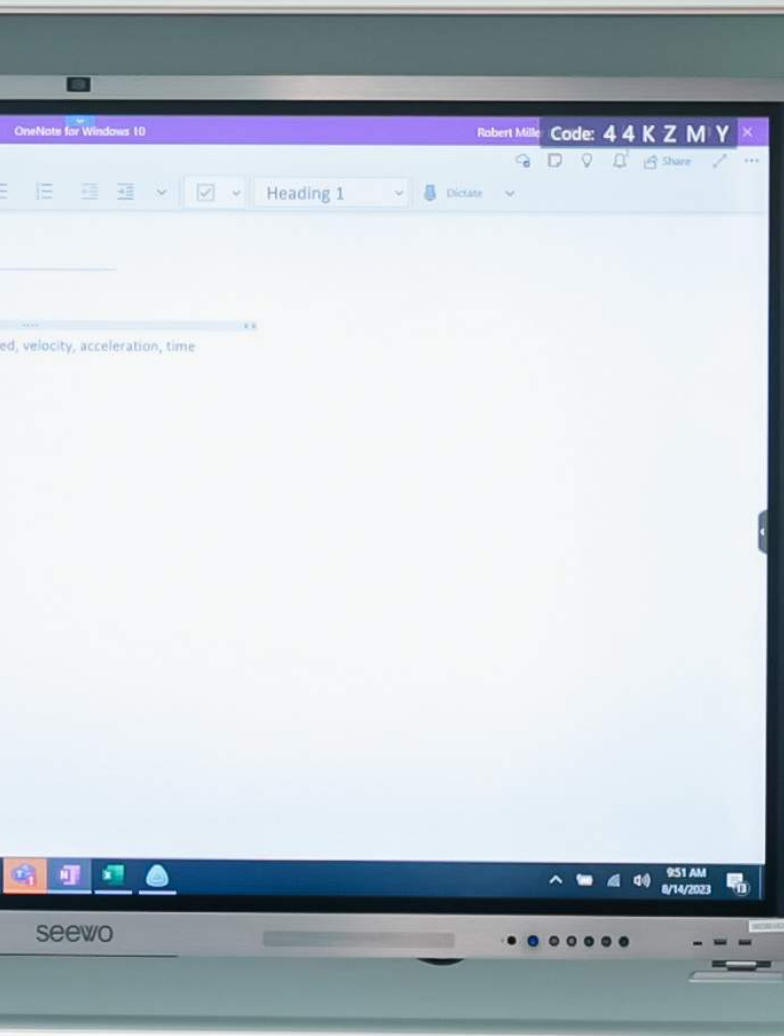 OneNote for Windows 10
Robert Mille Code: 4 4 K Z M Y
Share
Heading 1
Dictate
ed, velocity, acceleration, time
9:51 AM
8/14/2023
13
seewo